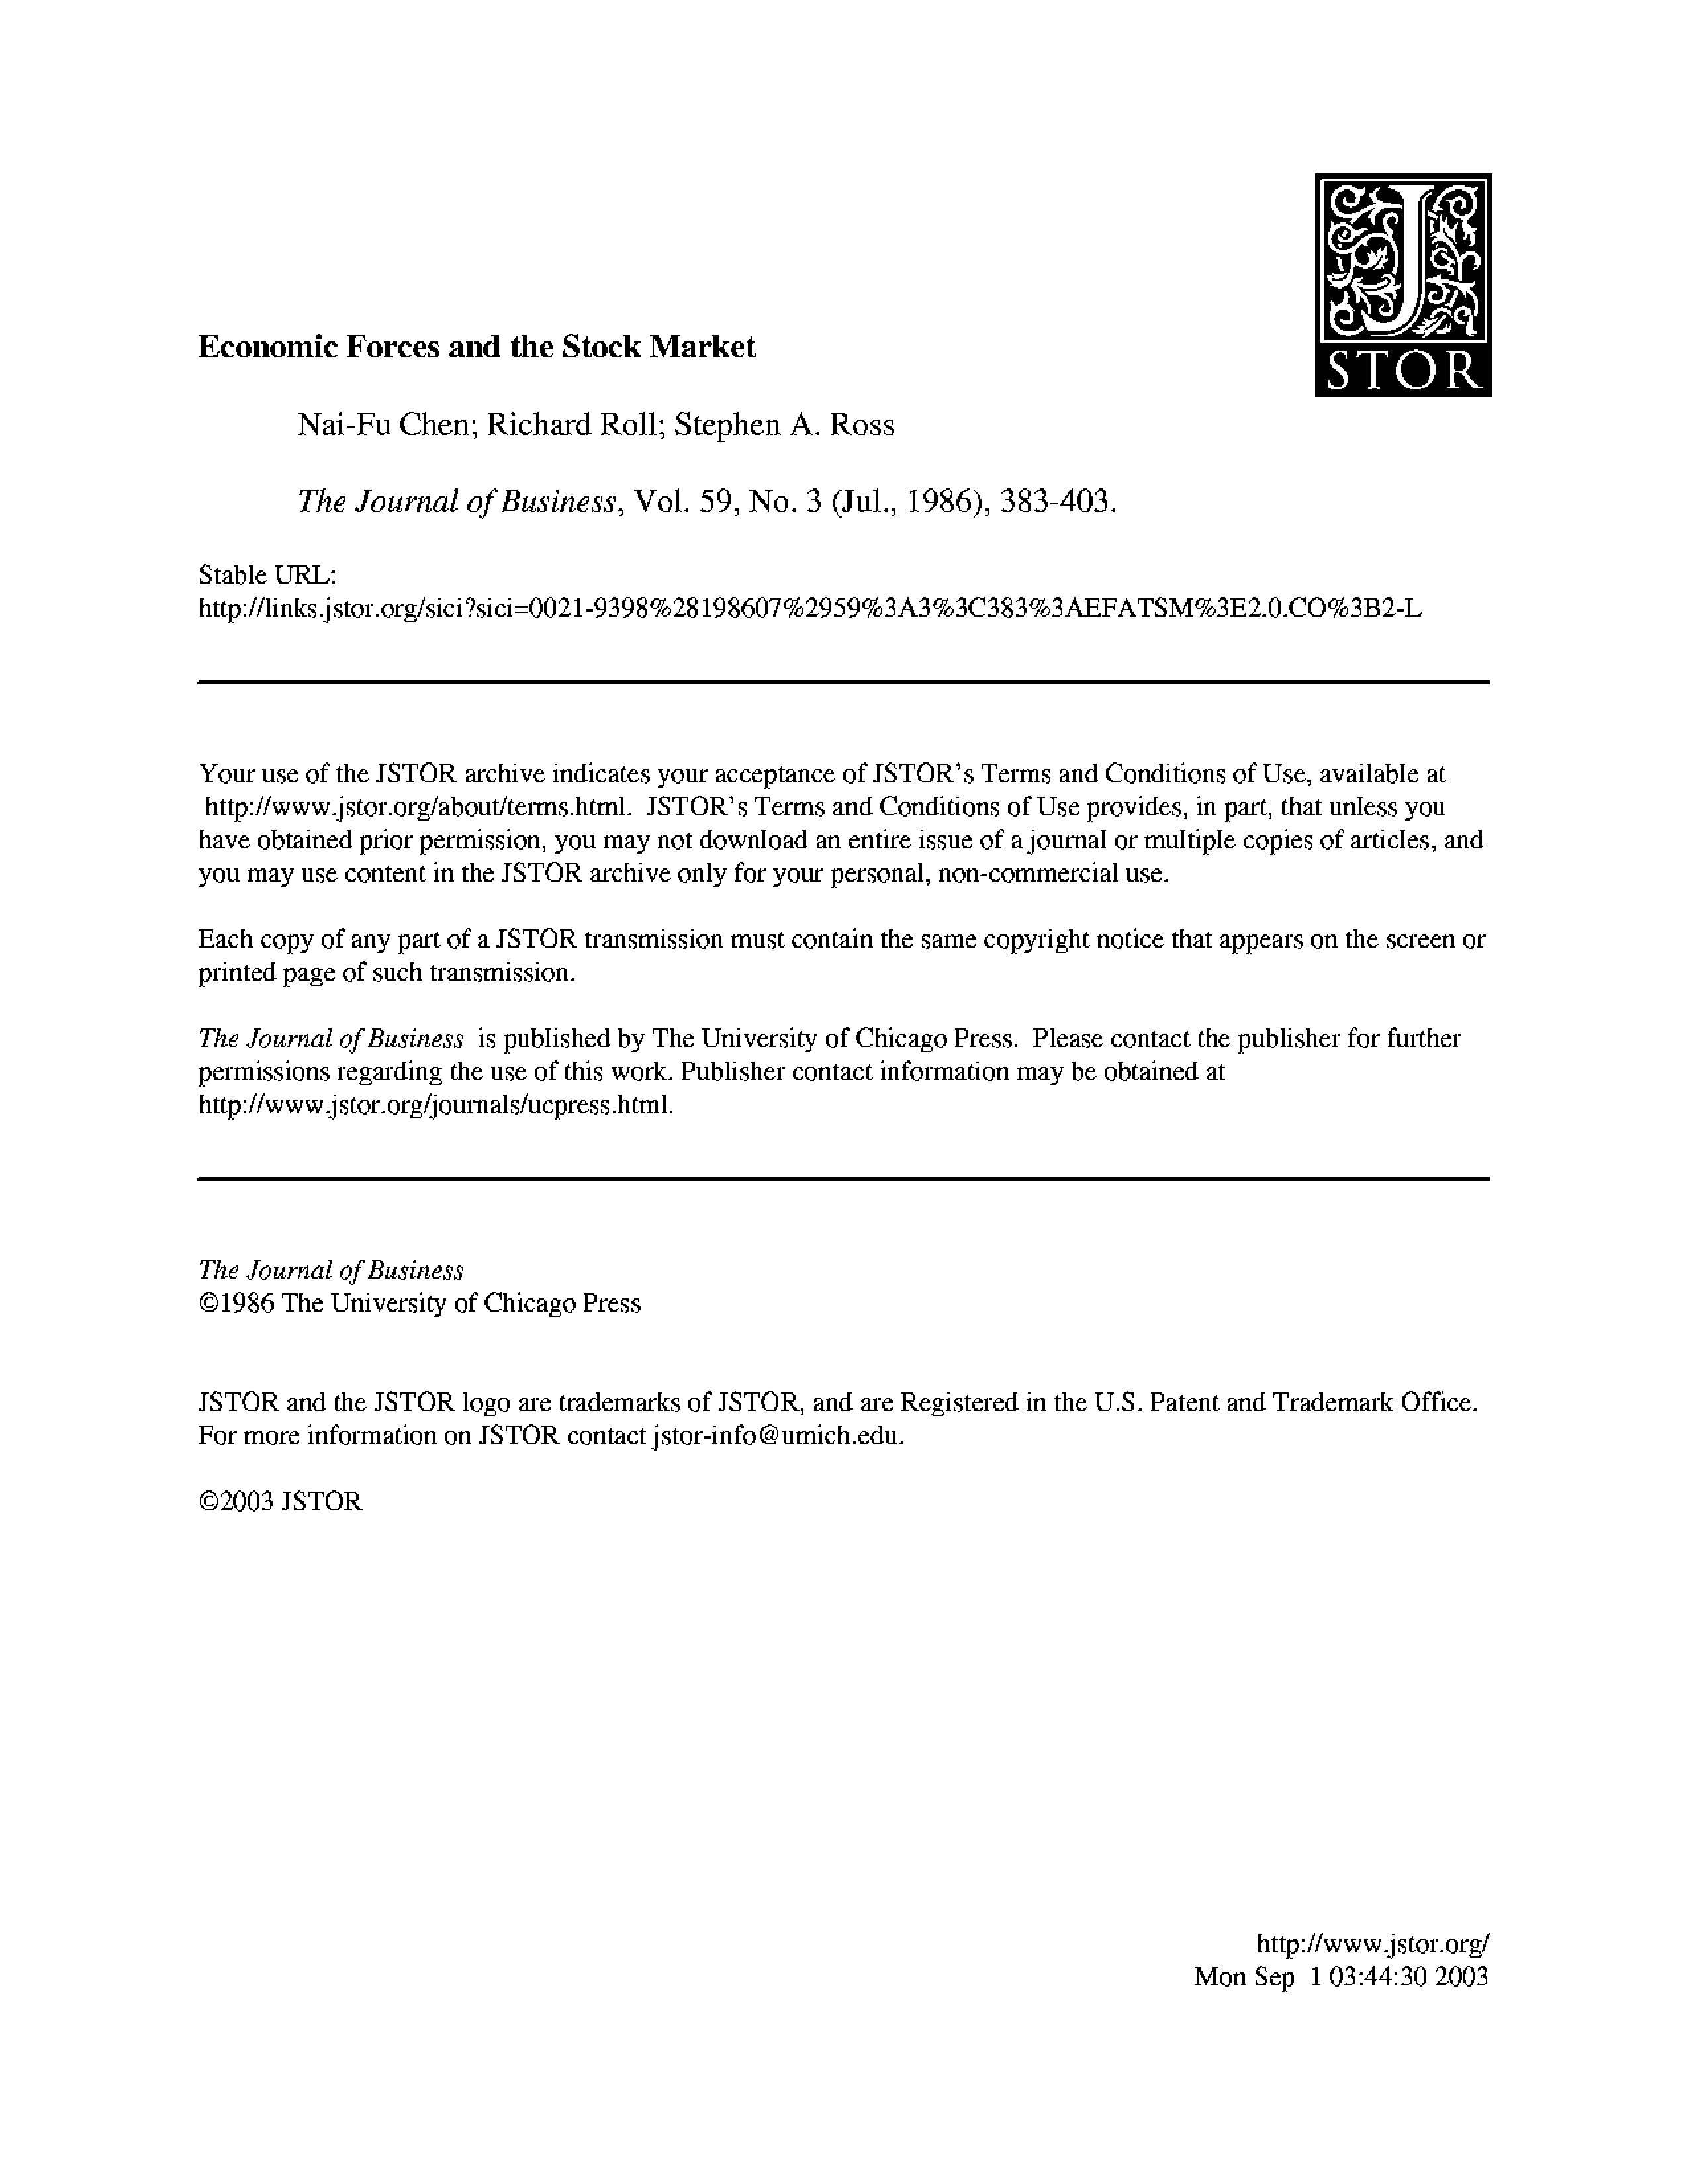 J
STOR
Economic Forces and the Stock Market
Nai-Fu Chen; Richard Roll; Stephen A. Ross
The Journal of Business, Vol. 59, No. 3 (Jul., 1986), 383-403.
Stable URL:
http://links.jstor.org/sici?sici=0021-9398%28198607%2959%3A3%3C383%3AEFATSM%3E2.0.CO%3B2-L
Your use of the JSTOR archive indicates your acceptance of JSTOR's Terms and Conditions of Use, available at
http://www.jstor.org/about/terms.html. JSTOR's Terms and Conditions of Use provides, in part, that unless you
have obtained prior permission, you may not download an entire issue of a journal or multiple copies of articles, and
you may use content in the JSTOR archive only for your personal, non-commercial use.
Each copy of any part of a JSTOR transmission must contain the same copyright notice that appears on the screen or
printed page of such transmission.
The Journal of Business is published by The University of Chicago Press. Please contact the publisher for further
permissions regarding the use of this work. Publisher contact information may be obtained at
http://www.jstor.org/journals/ucpress.html.
The Journal of Business
©1986 The University of Chicago Press
JSTOR and the JSTOR logo are trademarks of JSTOR, and are Registered in the U.S. Patent and Trademark Office.
For more information on JSTOR contact jstor-info@umich.edu.
©2003 JSTOR
http://www.jstor.org/
Mon Sep 1 03:44:30 2003